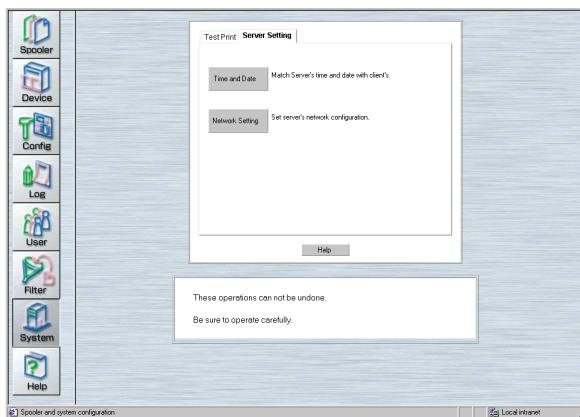 Spooler
Device
Config
Log
User
Filter
System
Help
Test Print Server Setting
Time and Date Match Server's time and date with client's.
Network Setting Set server's network configuration.
Help
These operations can not be undone.
Be sure to operate carefully.
Spooler and system configuration Local intranet